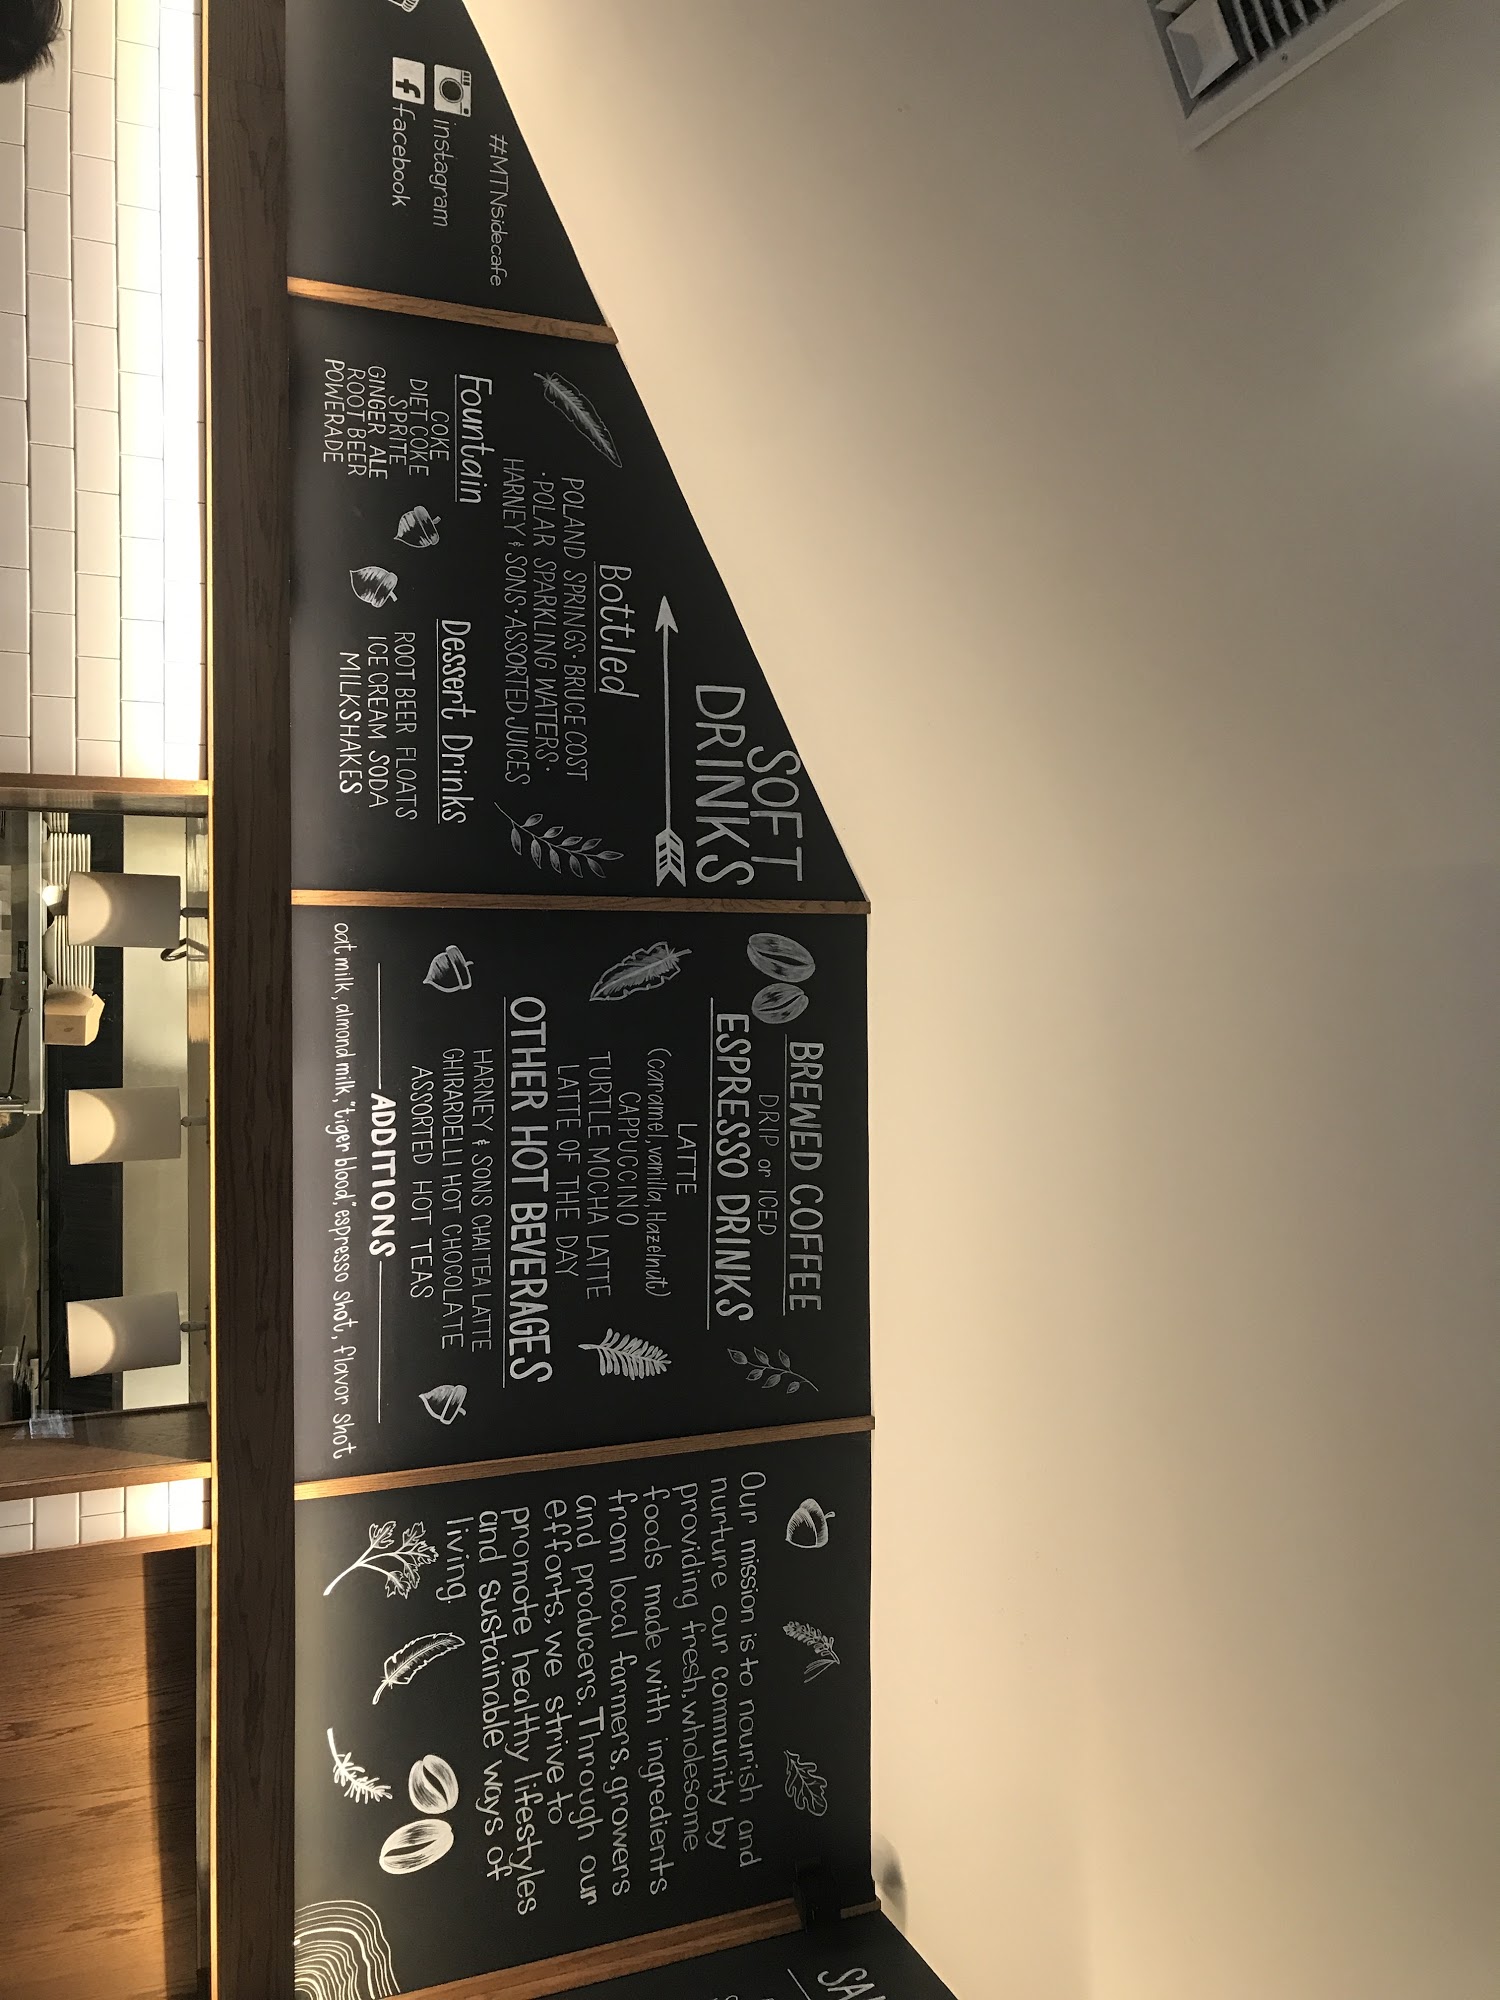 #MTNsidecafe
instagram
f facebook
SOFT
DRINKS
Bottled
POLAND SPRINGS · BRUCE COST
· POLAR SPARKLING WATERS ·
HARNEY & SONS · ASSORTED JUICES
Fountain
COKE
DIET COKE
SPRITE
GINGER ALE
ROOT BEER
POWERADE
Dessert Drinks
ROOT BEER FLOATS
ICE CREAM SODA
MILKSHAKES
BREWED COFFEE
DRIP or ICED
ESPRESSO DRINKS
LATTE
(caramel, vanilla, Hazelnut)
CAPPUCCINO
TURTLE MOCHA LATTE
LATTE OF THE DAY
OTHER HOT BEVERAGES
HARNEY & SONS CHAI TEA LATTE
GHIRARDELLI HOT CHOCOLATE
ASSORTED HOT TEAS
ADDITIONS
oat milk, almond milk, "tiger blood," espresso shot, flavor shot
Our mission is to nourish and
nurture our community by
providing fresh, wholesome
foods made with ingredients
from local farmers, growers
and producers. Through our
efforts, we strive to
promote healthy lifestyles
and sustainable ways of
living.